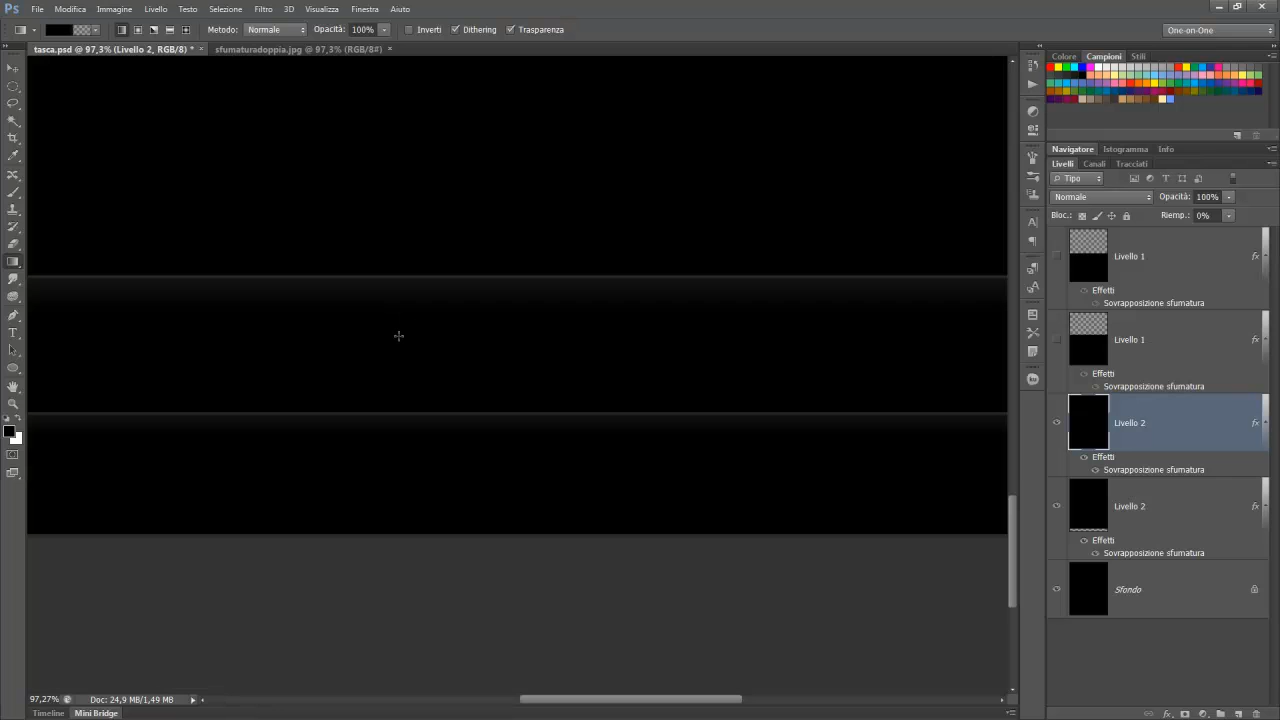 Ps File Modifica Immagine Livello Testo Selezione Filtro 3D Visualizza Finestra Aiuto
Metodo: Normale Opacità: 100% Inverti Dithering Trasparenza One-on-One
tasca.psd @ 97,3% (Livello 2, RGB/8) * × sfumaturadoppia.jpg @ 97,3% (RGB/8#) ×
Colore Campioni Stili
Navigatore Istogramma Info
Livelli Canali Tracciati
Tipo
Normale Opacità: 100%
Bloc.: Riemp.: 0%
Livello 1 fx
Effetti
Sovrapposizione sfumatura
Livello 1 fx
Effetti
Sovrapposizione sfumatura
Livello 2 fx
Effetti
Sovrapposizione sfumatura
Livello 2 fx
Effetti
Sovrapposizione sfumatura
Sfondo
97,27% Doc: 24,9 MB/1,49 MB
Timeline Mini Bridge